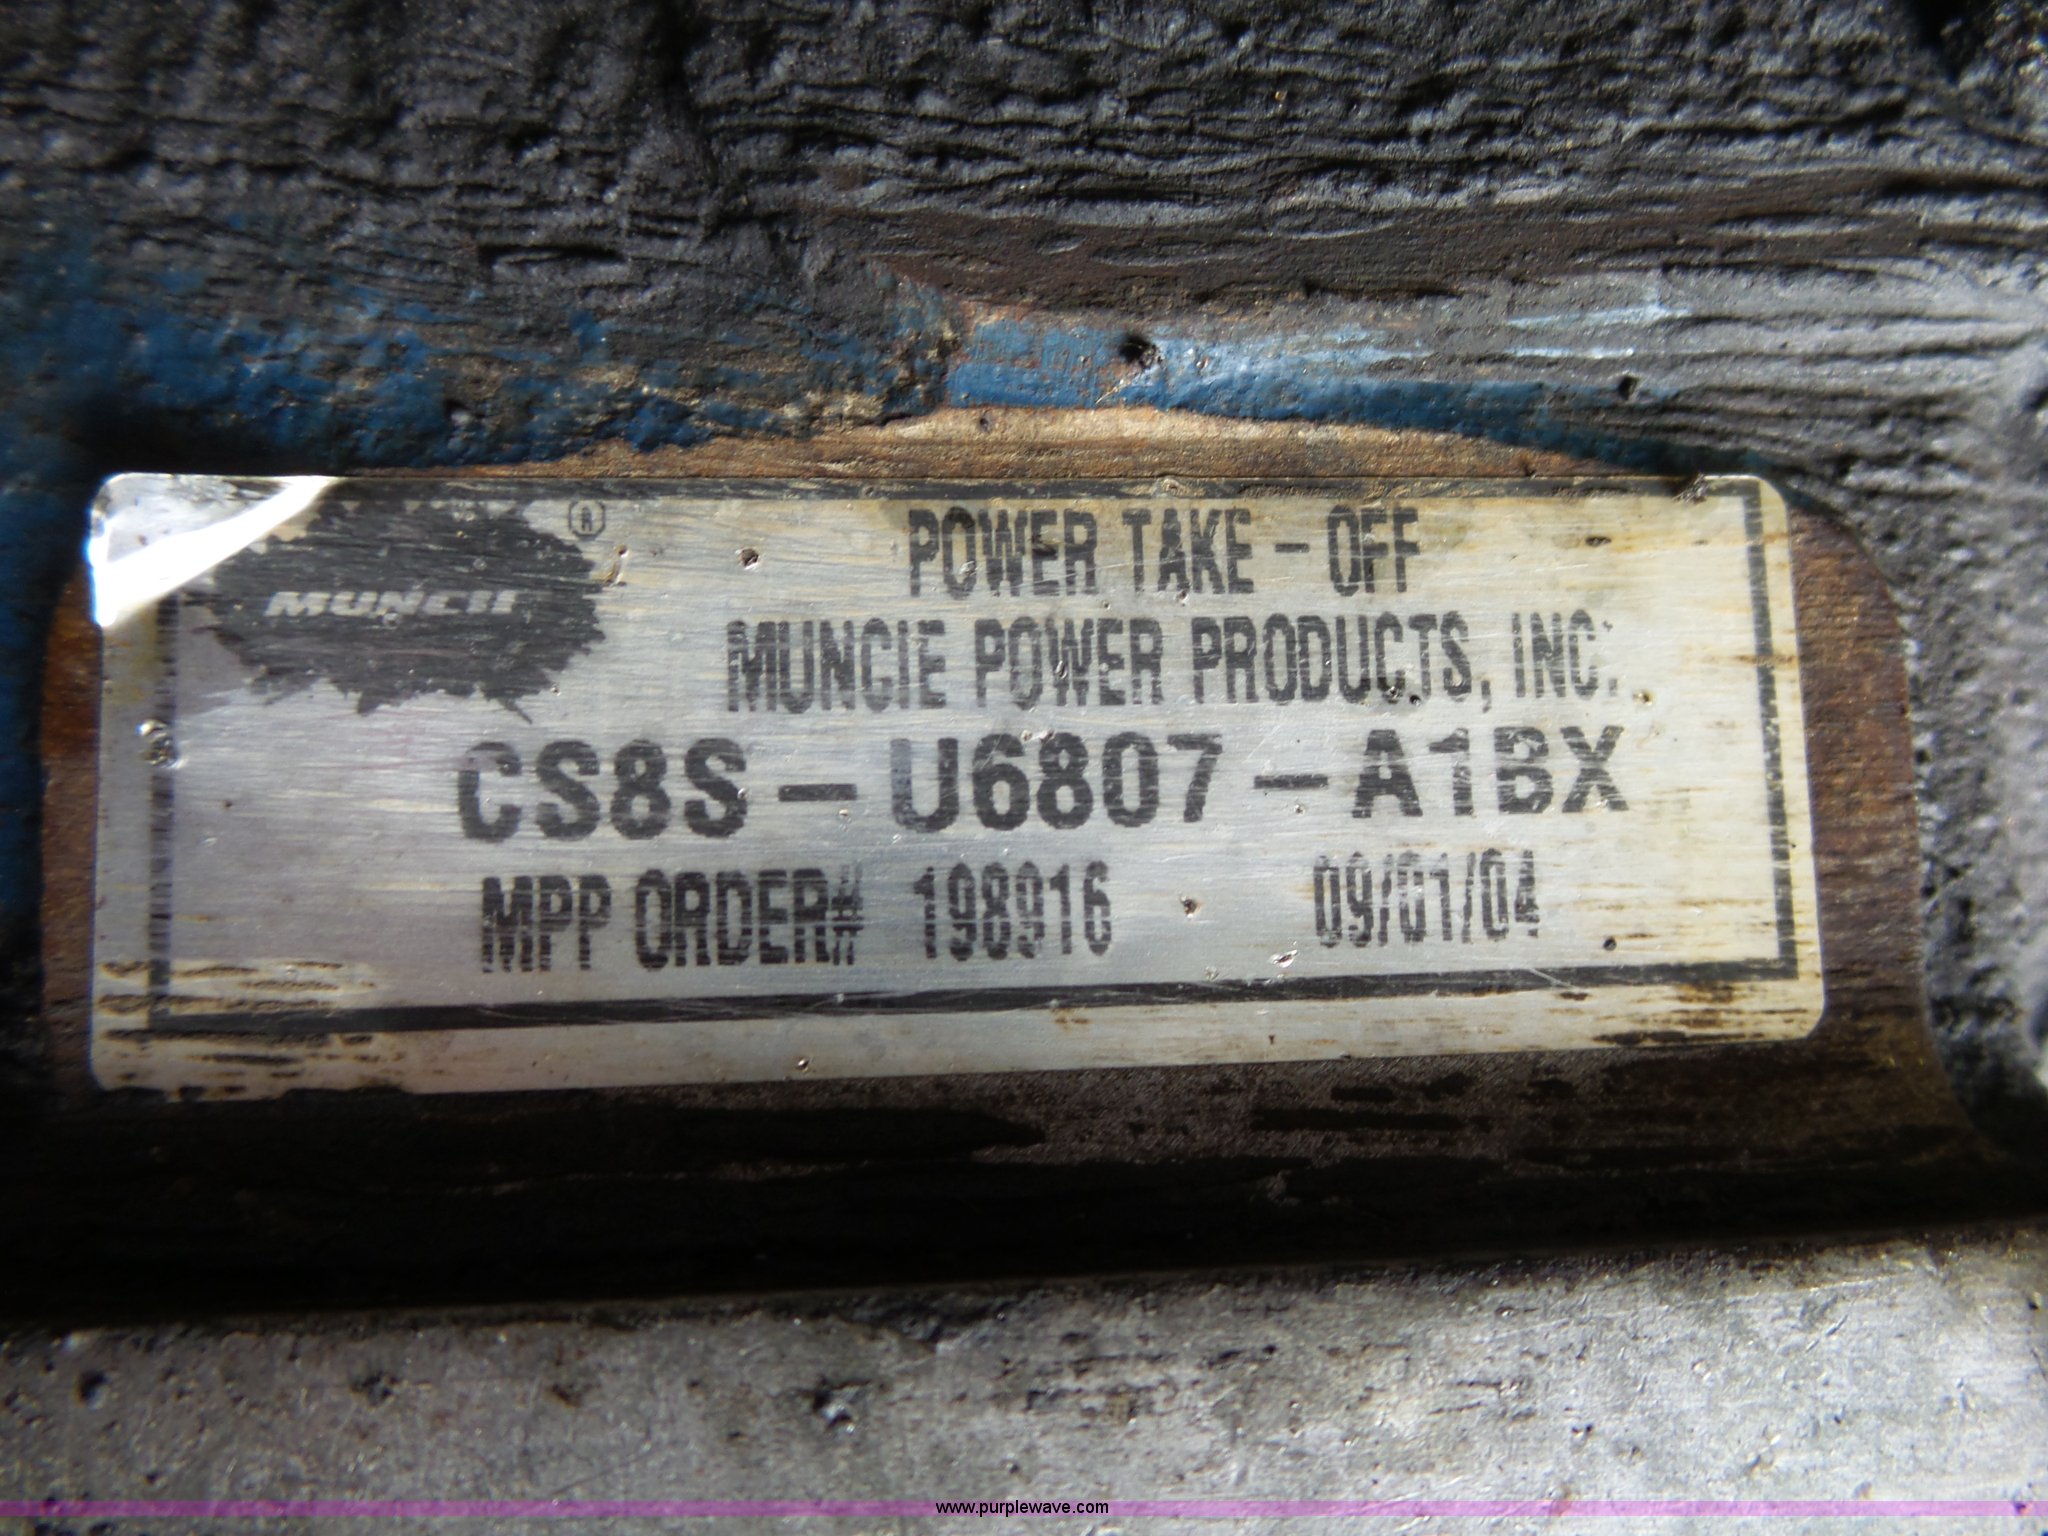 MUNCIE ®
POWER TAKE - OFF
MUNCIE POWER PRODUCTS, INC.
CS8S - U6807 - A1BX
MPP ORDER# 198916 09/01/04
www.purplewave.com